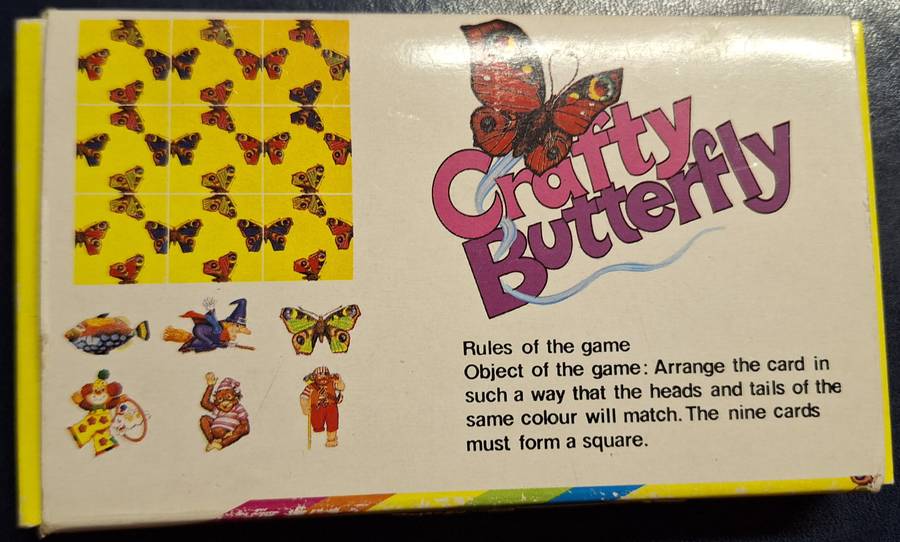 Crafty
Butterfly
Rules of the game
Object of the game: Arrange the card in
such a way that the heads and tails of the
same colour will match. The nine cards
must form a square.